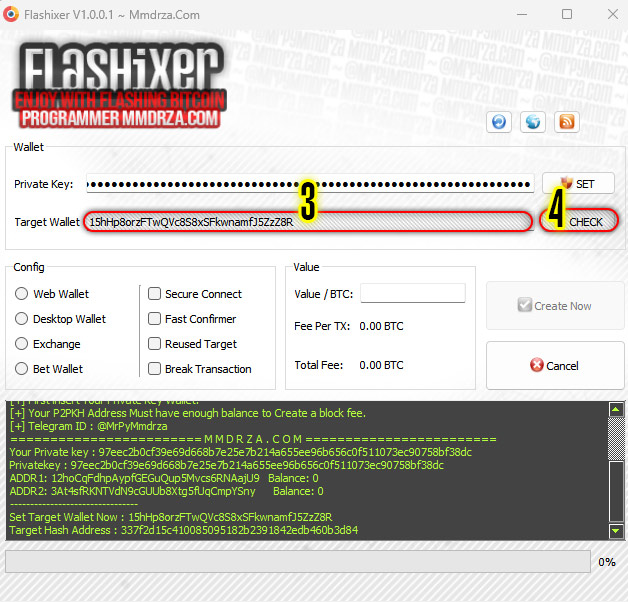 Flashixer V1.0.0.1 ~ Mmdrza.Com
FLASHIXER
ENJOY WITH FLASHING BITCOIN
PROGRAMMER MMDRZA.COM
Wallet
Private Key: ●●●●●●●●●●●●●●●●●●●●●●●●●●●●●●●●●●●●●●●●●●●●●●●●●●●●●●●●●●●●●●●● 3 SET
Target Wallet 15hHp8orzFTwQVc8S8xSFkwnamfJ5ZzZ8R 4 CHECK
Config
Web Wallet
Desktop Wallet
Exchange
Bet Wallet
Secure Connect
Fast Confirmer
Reused Target
Break Transaction
Value
Value / BTC:
Fee Per TX: 0.00 BTC
Total Fee: 0.00 BTC
Create Now
Cancel
[+] First Insert Your Private Key Wallet.
[+] Your P2PKH Address Must have enough balance to Create a block fee.
[+] Telegram ID : @MrPyMmdrza
======================== M M D R Z A . C O M ========================
Your Private key : 97eec2b0cf39e69d668b7e25e7b214a655ee96b656c0f511073ec90758bf38dc
Privatekey : 97eec2b0cf39e69d668b7e25e7b214a655ee96b656c0f511073ec90758bf38dc
ADDR1: 12hoCqFdhpAypfGEGuQup5Mvcs6RNAajU9 Balance: 0
ADDR2: 3At4sfRKNTVdN9cGUUb8Xtg5fUqCmpYSny Balance: 0
--------------------------------
Set Target Wallet Now : 15hHp8orzFTwQVc8S8xSFkwnamfJ5ZzZ8R
Target Hash Address : 337f2d15c410085095182b2391842edb460b3d84
0%